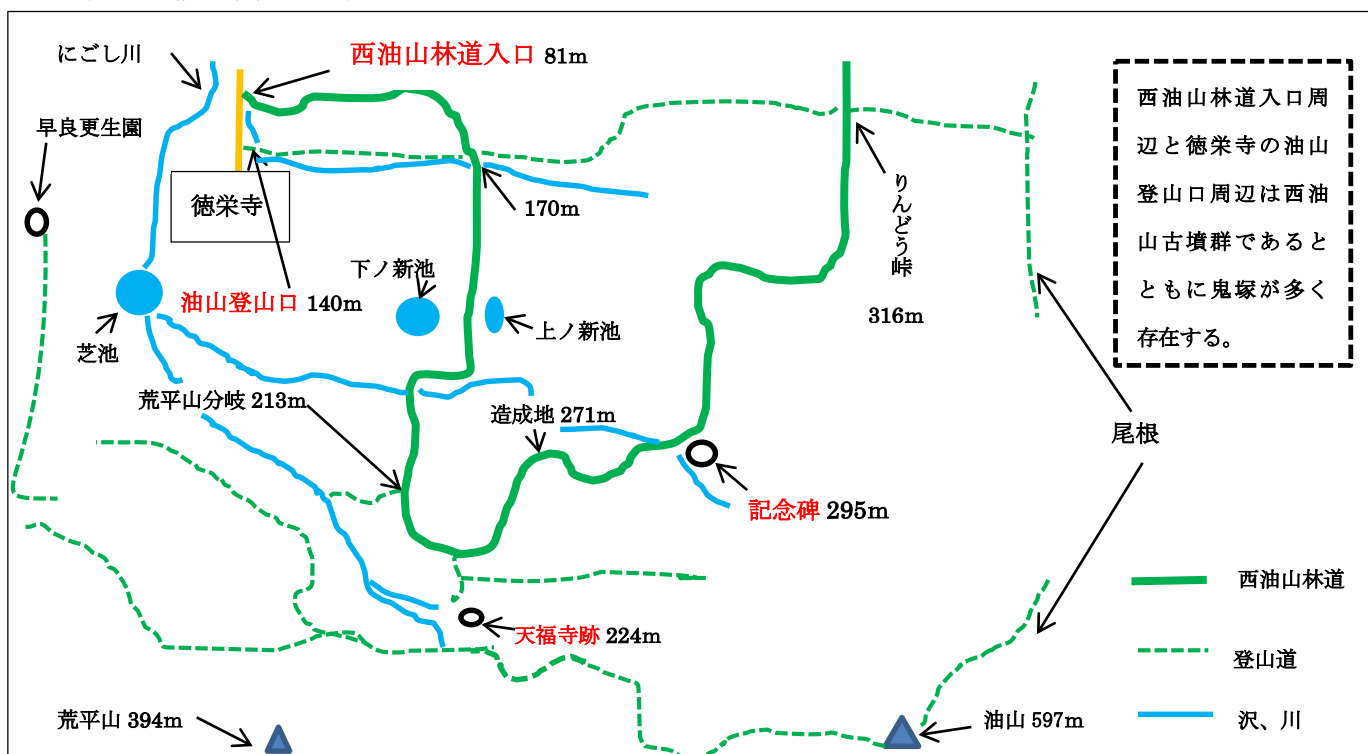 にごし川
西油山林道入口 81m
早良更生園
徳栄寺
170m
りんどう峠
316m
下ノ新池
油山登山口 140m
上ノ新池
芝池
荒平山分岐 213m
造成地 271m
記念碑 295m
天福寺跡 224m
荒平山 394m
油山 597m
尾根
西油山林道入口周
辺と徳栄寺の油山
登山口周辺は西油
山古墳群であると
ともに鬼塚が多く
存在する。
西油山林道
登山道
沢、川